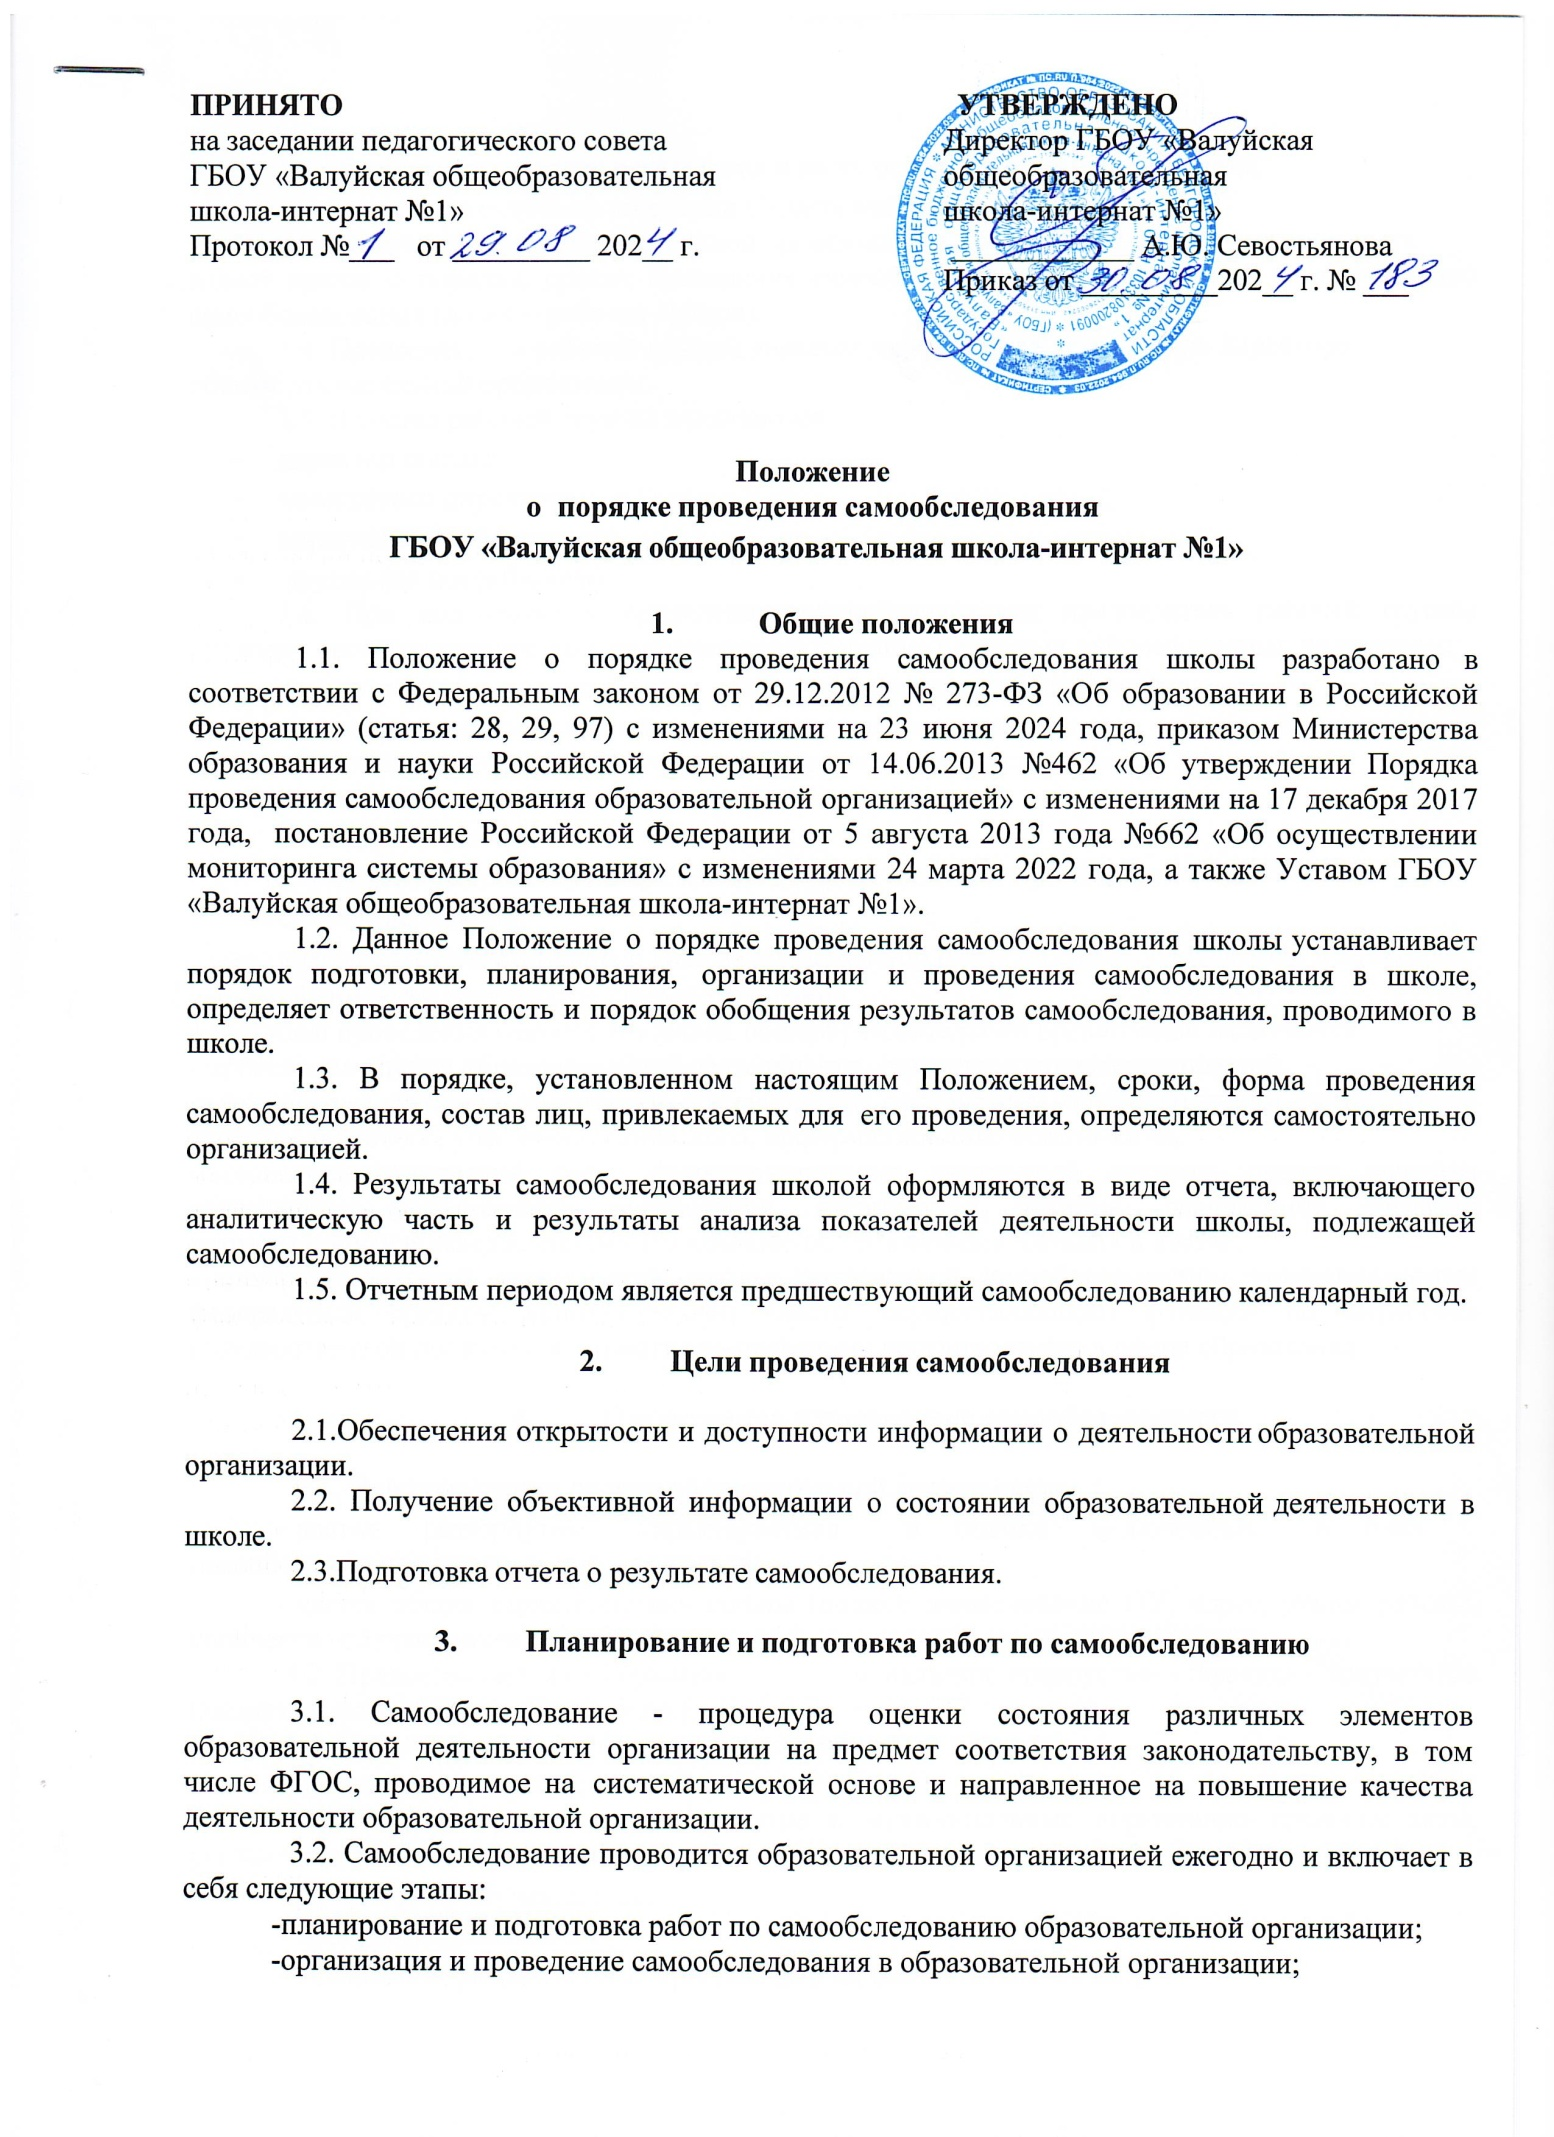 ПРИНЯТО
на заседании педагогического совета
ГБОУ «Валуйская общеобразовательная
школа-интернат №1»
Протокол № 1 от 29.08 2024 г.
УТВЕРЖДЕНО
Директор ГБОУ «Валуйская
общеобразовательная
школа-интернат №1»
А.Ю. Севостьянова
Приказ от 30.08 2024 г. № 183
Положение
о порядке проведения самообследования
ГБОУ «Валуйская общеобразовательная школа-интернат №1»
1. Общие положения
1.1. Положение о порядке проведения самообследования школы разработано в
соответствии с Федеральным законом от 29.12.2012 № 273-ФЗ «Об образовании в Российской
Федерации» (статья: 28, 29, 97) с изменениями на 23 июня 2024 года, приказом Министерства
образования и науки Российской Федерации от 14.06.2013 №462 «Об утверждении Порядка
проведения самообследования образовательной организацией» с изменениями на 17 декабря 2017
года, постановление Российской Федерации от 5 августа 2013 года №662 «Об осуществлении
мониторинга системы образования» с изменениями 24 марта 2022 года, а также Уставом ГБОУ
«Валуйская общеобразовательная школа-интернат №1».
1.2. Данное Положение о порядке проведения самообследования школы устанавливает
порядок подготовки, планирования, организации и проведения самообследования в школе,
определяет ответственность и порядок обобщения результатов самообследования, проводимого в
школе.
1.3. В порядке, установленном настоящим Положением, сроки, форма проведения
самообследования, состав лиц, привлекаемых для его проведения, определяются самостоятельно
организацией.
1.4. Результаты самообследования школой оформляются в виде отчета, включающего
аналитическую часть и результаты анализа показателей деятельности школы, подлежащей
самообследованию.
1.5. Отчетным периодом является предшествующий самообследованию календарный год.
2. Цели проведения самообследования
2.1.Обеспечения открытости и доступности информации о деятельности образовательной
организации.
2.2. Получение объективной информации о состоянии образовательной деятельности в
школе.
2.3.Подготовка отчета о результате самообследования.
3. Планирование и подготовка работ по самообследованию
3.1. Самообследование - процедура оценки состояния различных элементов
образовательной деятельности организации на предмет соответствия законодательству, в том
числе ФГОС, проводимое на систематической основе и направленное на повышение качества
деятельности образовательной организации.
3.2. Самообследование проводится образовательной организацией ежегодно и включает в
себя следующие этапы:
-планирование и подготовка работ по самообследованию образовательной организации;
-организация и проведение самообследования в образовательной организации;